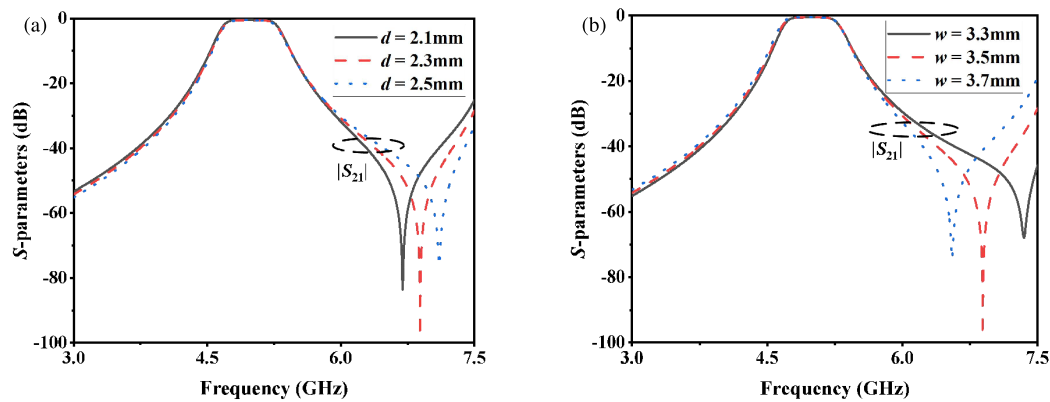 (a)
d = 2.1mm
d = 2.3mm
d = 2.5mm
|S21|
S-parameters (dB)
0
-20
-40
-60
-80
-100
3.0 4.5 6.0 7.5
Frequency (GHz)
(b)
w = 3.3mm
w = 3.5mm
w = 3.7mm
|S21|
S-parameters (dB)
0
-20
-40
-60
-80
-100
3.0 4.5 6.0 7.5
Frequency (GHz)